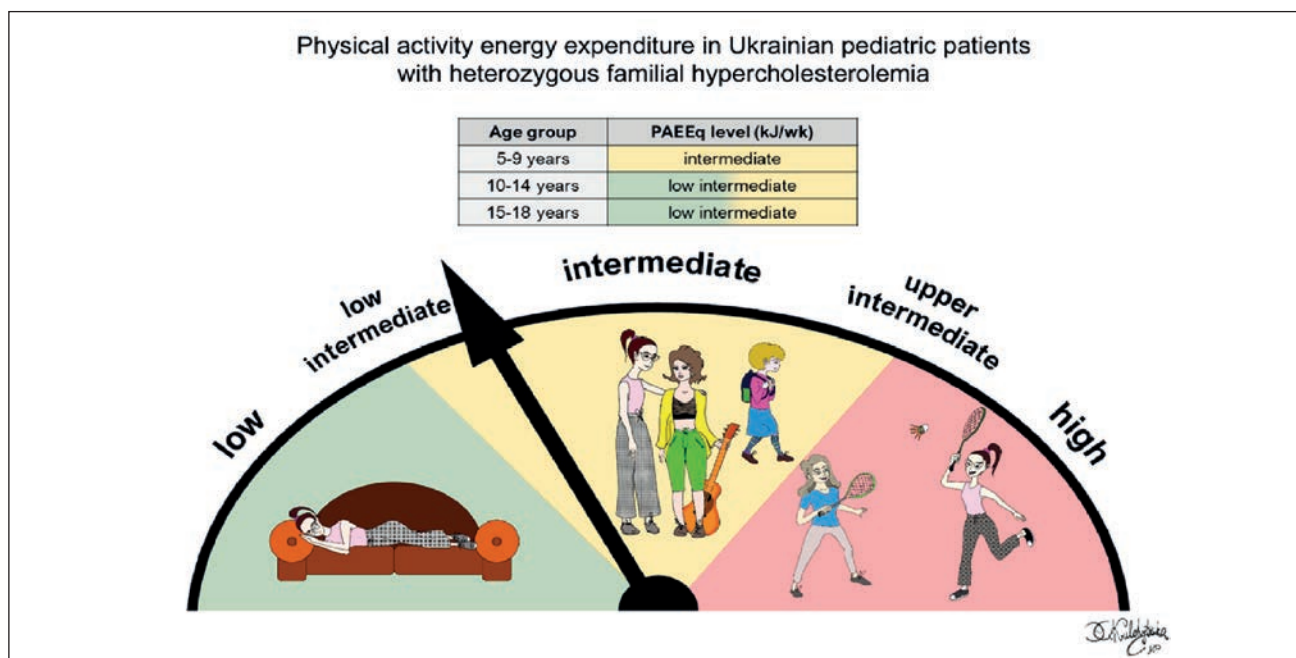 Physical activity energy expenditure in Ukrainian pediatric patients
with heterozygous familial hypercholesterolemia
Age group PAEEq level (kJ/wk)
5-9 years intermediate
10-14 years low intermediate
15-18 years low intermediate
low
low
intermediate
intermediate
upper
intermediate
high